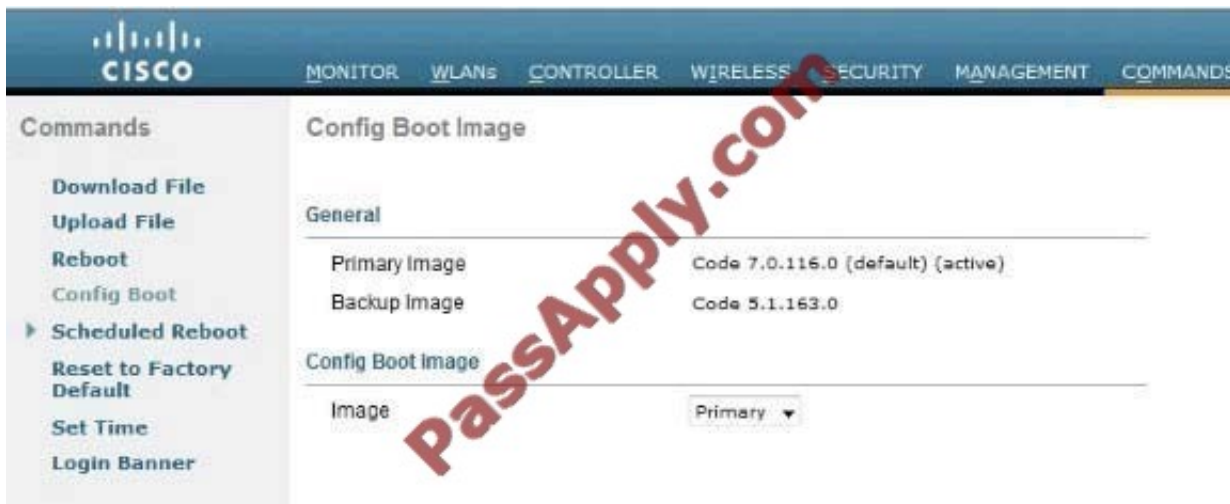 CISCO
MONITOR WLANs CONTROLLER WIRELESS SECURITY MANAGEMENT COMMANDS
Commands
Download File
Upload File
Reboot
Config Boot
Scheduled Reboot
Reset to Factory
Default
Set Time
Login Banner
Config Boot Image
General
Primary Image Code 7.0.116.0 (default) (active)
Backup Image Code 5.1.163.0
Config Boot Image
Image Primary
PassApply.com